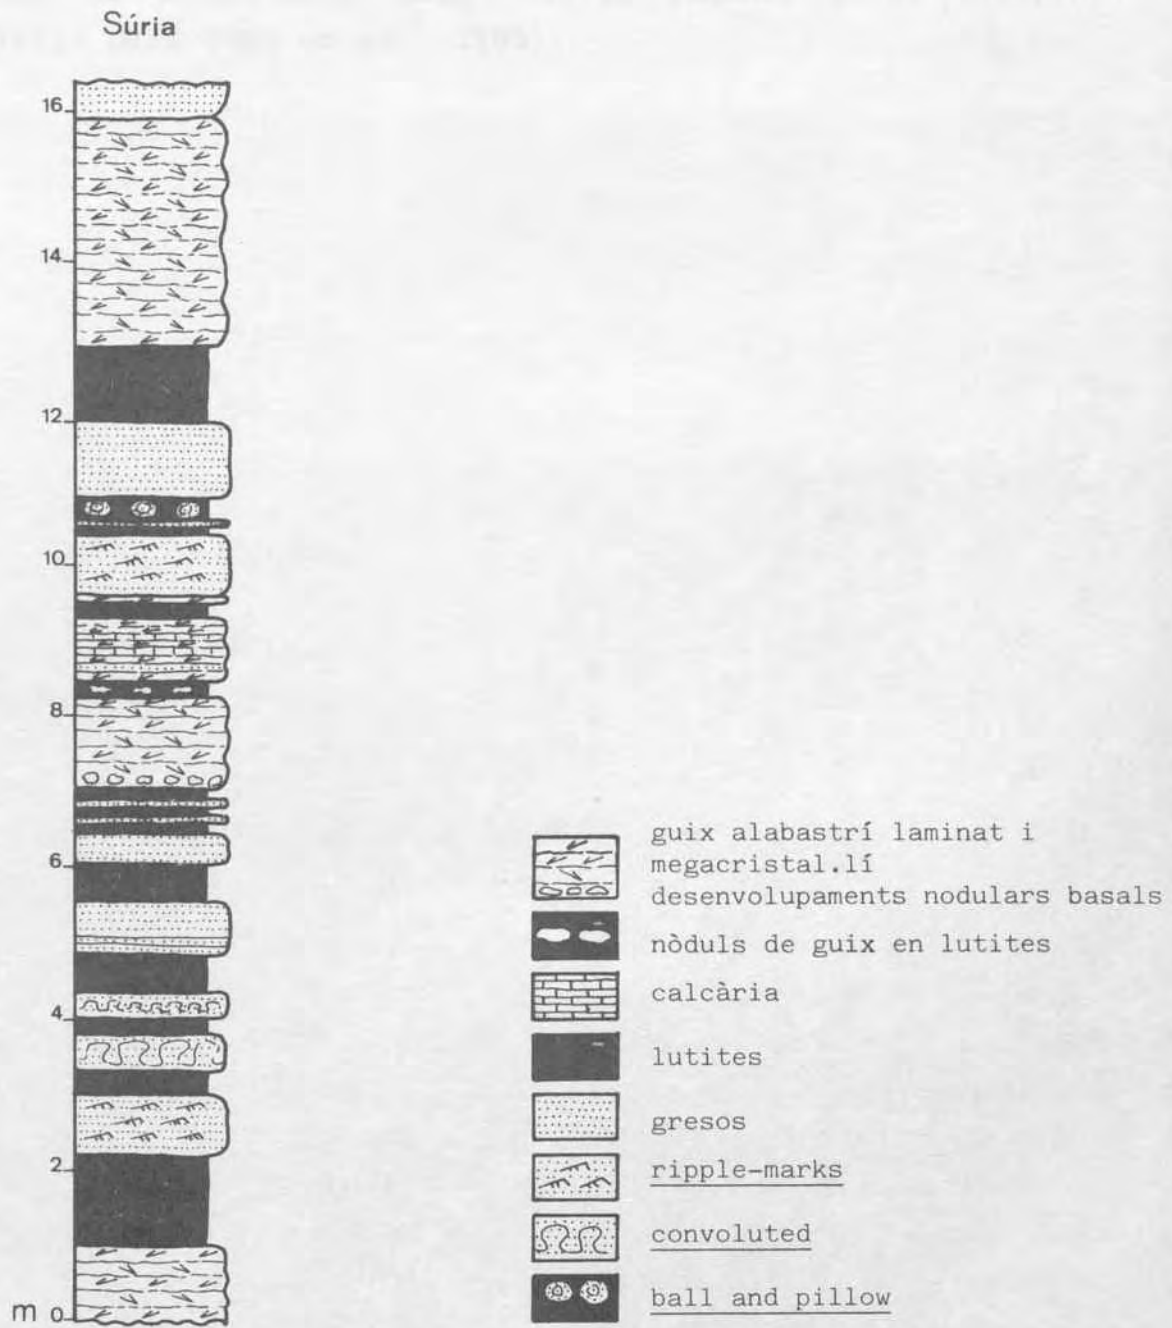 Súria
16
14
12
10
8
6
4
2
m 0
guix alabastrí laminat i
megacristal.lí
desenvolupaments nodulars basals
nòduls de guix en lutites
calcària
lutites
gresos
ripple-marks
convoluted
ball and pillow